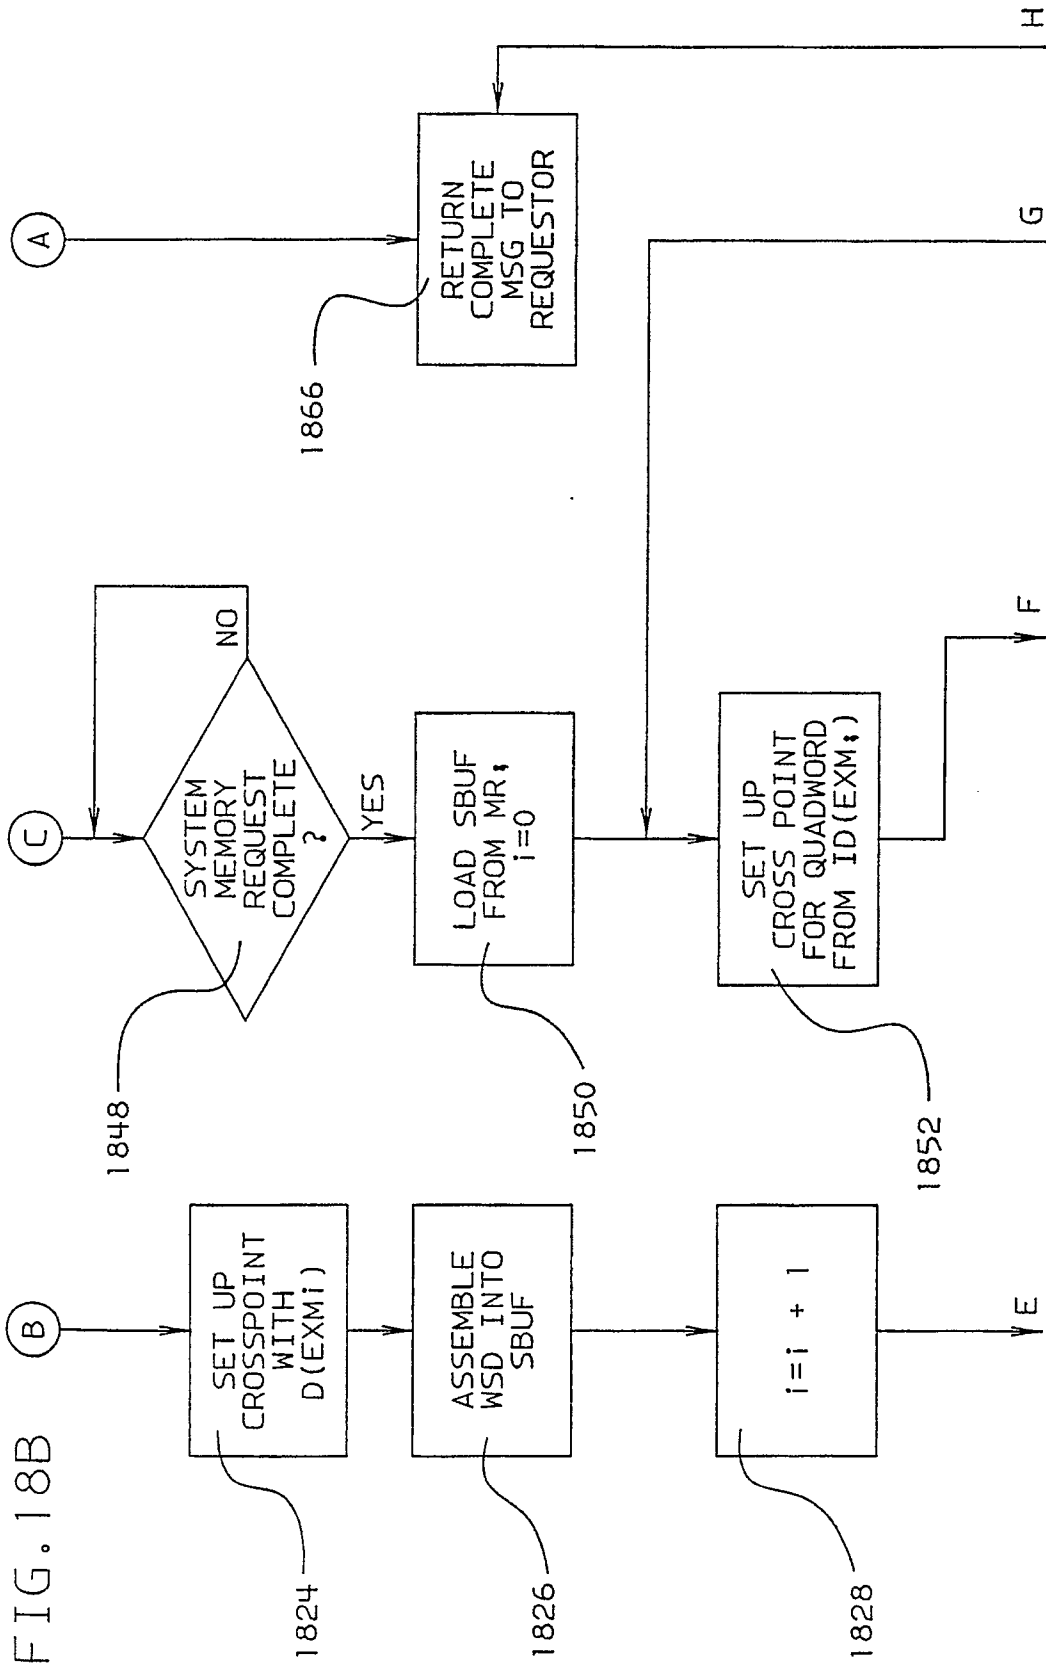 FIG.18B
B
SET UP
CROSSPOINT
WITH
D(EXMi)
1824
ASSEMBLE
WSD INTO
SBUF
1826
i=i + 1
1828
E
C
SYSTEM
MEMORY
REQUEST
COMPLETE
?
NO
YES
1848
LOAD SBUF
FROM MR;
i=0
1850
SET UP
CROSS POINT
FOR QUADWORD
FROM ID(EXM;)
1852
F
A
RETURN
COMPLETE
MSG TO
REQUESTOR
1866
G
H